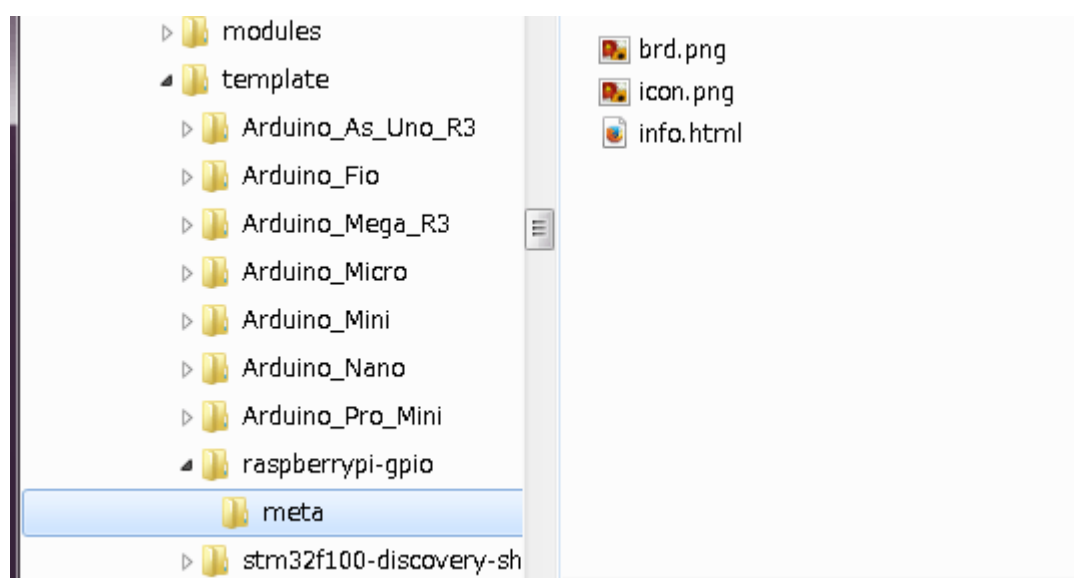 modules
template
Arduino_As_Uno_R3
Arduino_Fio
Arduino_Mega_R3
Arduino_Micro
Arduino_Mini
Arduino_Nano
Arduino_Pro_Mini
raspberrypi-gpio
meta
stm32f100-discovery-sh
brd.png
icon.png
info.html